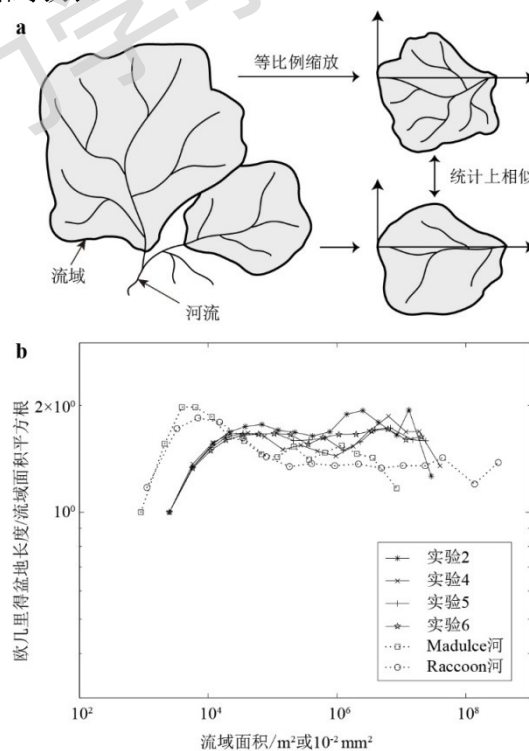 a
等比例缩放
统计上相似
流域
河流
b
欧几里得盆地长度/流域面积平方根
2×10⁰
10⁰
实验2
实验4
实验5
实验6
Madulce河
Raccoon河
10² 10⁴ 10⁶ 10⁸
流域面积/m²或10⁻² mm²